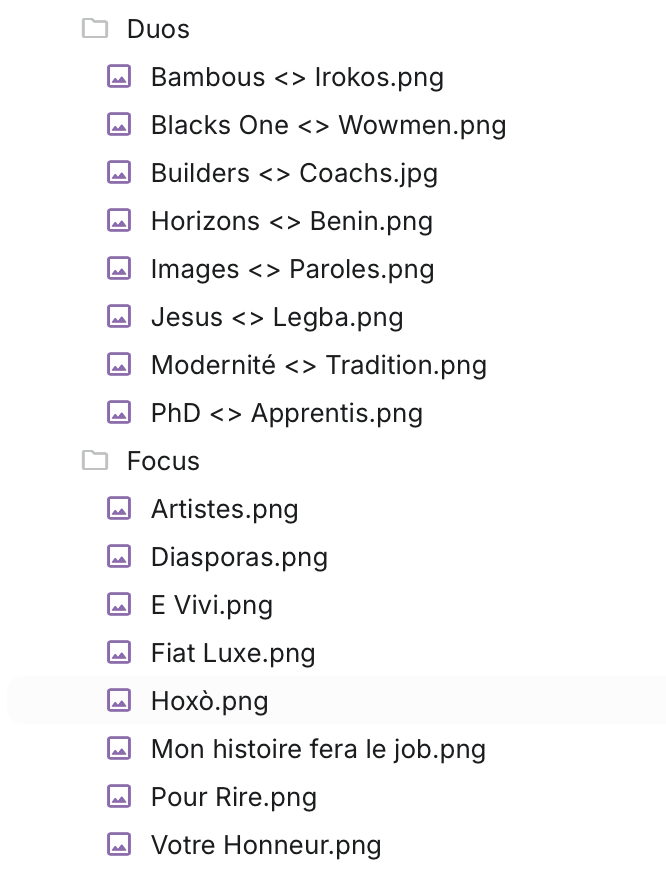 Duos
Bambous <> Irokos.png
Blacks One <> Wowmen.png
Builders <> Coachs.jpg
Horizons <> Benin.png
Images <> Paroles.png
Jesus <> Legba.png
Modernité <> Tradition.png
PhD <> Apprentis.png
Focus
Artistes.png
Diasporas.png
E Vivi.png
Fiat Luxe.png
Hoxò.png
Mon histoire fera le job.png
Pour Rire.png
Votre Honneur.png